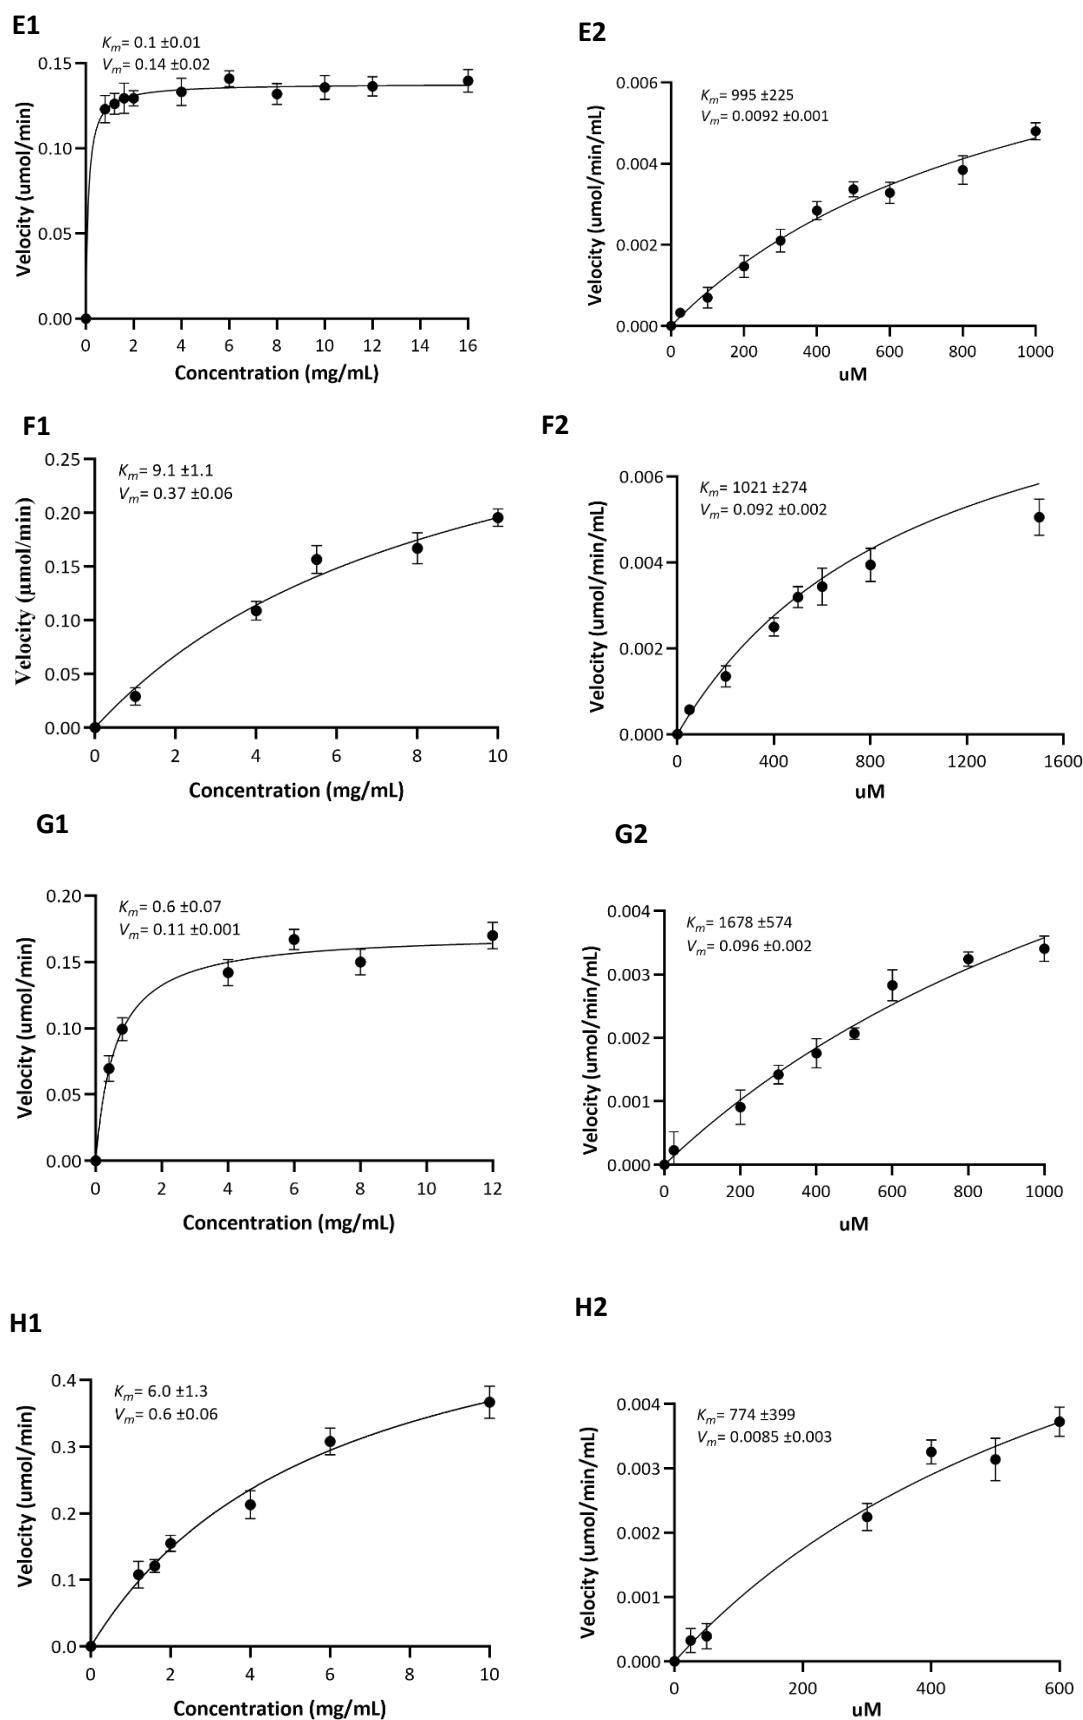 E1
Km= 0.1 ±0.01
Vm= 0.14 ±0.02
0.15
0.10
0.05
0.00
Velocity (umol/min)
0 2 4 6 8 10 12 14 16
Concentration (mg/mL)
E2
Km= 995 ±225
Vm= 0.0092 ±0.001
0.006
0.004
0.002
0.000
Velocity (umol/min/mL)
0 200 400 600 800 1000
uM
F1
Km= 9.1 ±1.1
Vm= 0.37 ±0.06
0.25
0.20
0.15
0.10
0.05
0.00
Velocity (μmol/min)
0 2 4 6 8 10
Concentration (mg/mL)
F2
Km= 1021 ±274
Vm= 0.092 ±0.002
0.006
0.004
0.002
0.000
Velocity (umol/min/mL)
0 400 800 1200 1600
uM
G1
Km= 0.6 ±0.07
Vm= 0.11 ±0.001
0.20
0.15
0.10
0.05
0.00
Velocity (umol/min)
0 2 4 6 8 10 12
Concentration (mg/mL)
G2
Km= 1678 ±574
Vm= 0.096 ±0.002
0.004
0.003
0.002
0.001
0.000
Velocity (umol/min/mL)
0 200 400 600 800 1000
uM
H1
Km= 6.0 ±1.3
Vm= 0.6 ±0.06
0.4
0.3
0.2
0.1
0.0
Velocity (umol/min)
0 2 4 6 8 10
Concentration (mg/mL)
H2
Km= 774 ±399
Vm= 0.0085 ±0.003
0.004
0.003
0.002
0.001
0.000
Velocity (umol/min/mL)
0 200 400 600
uM